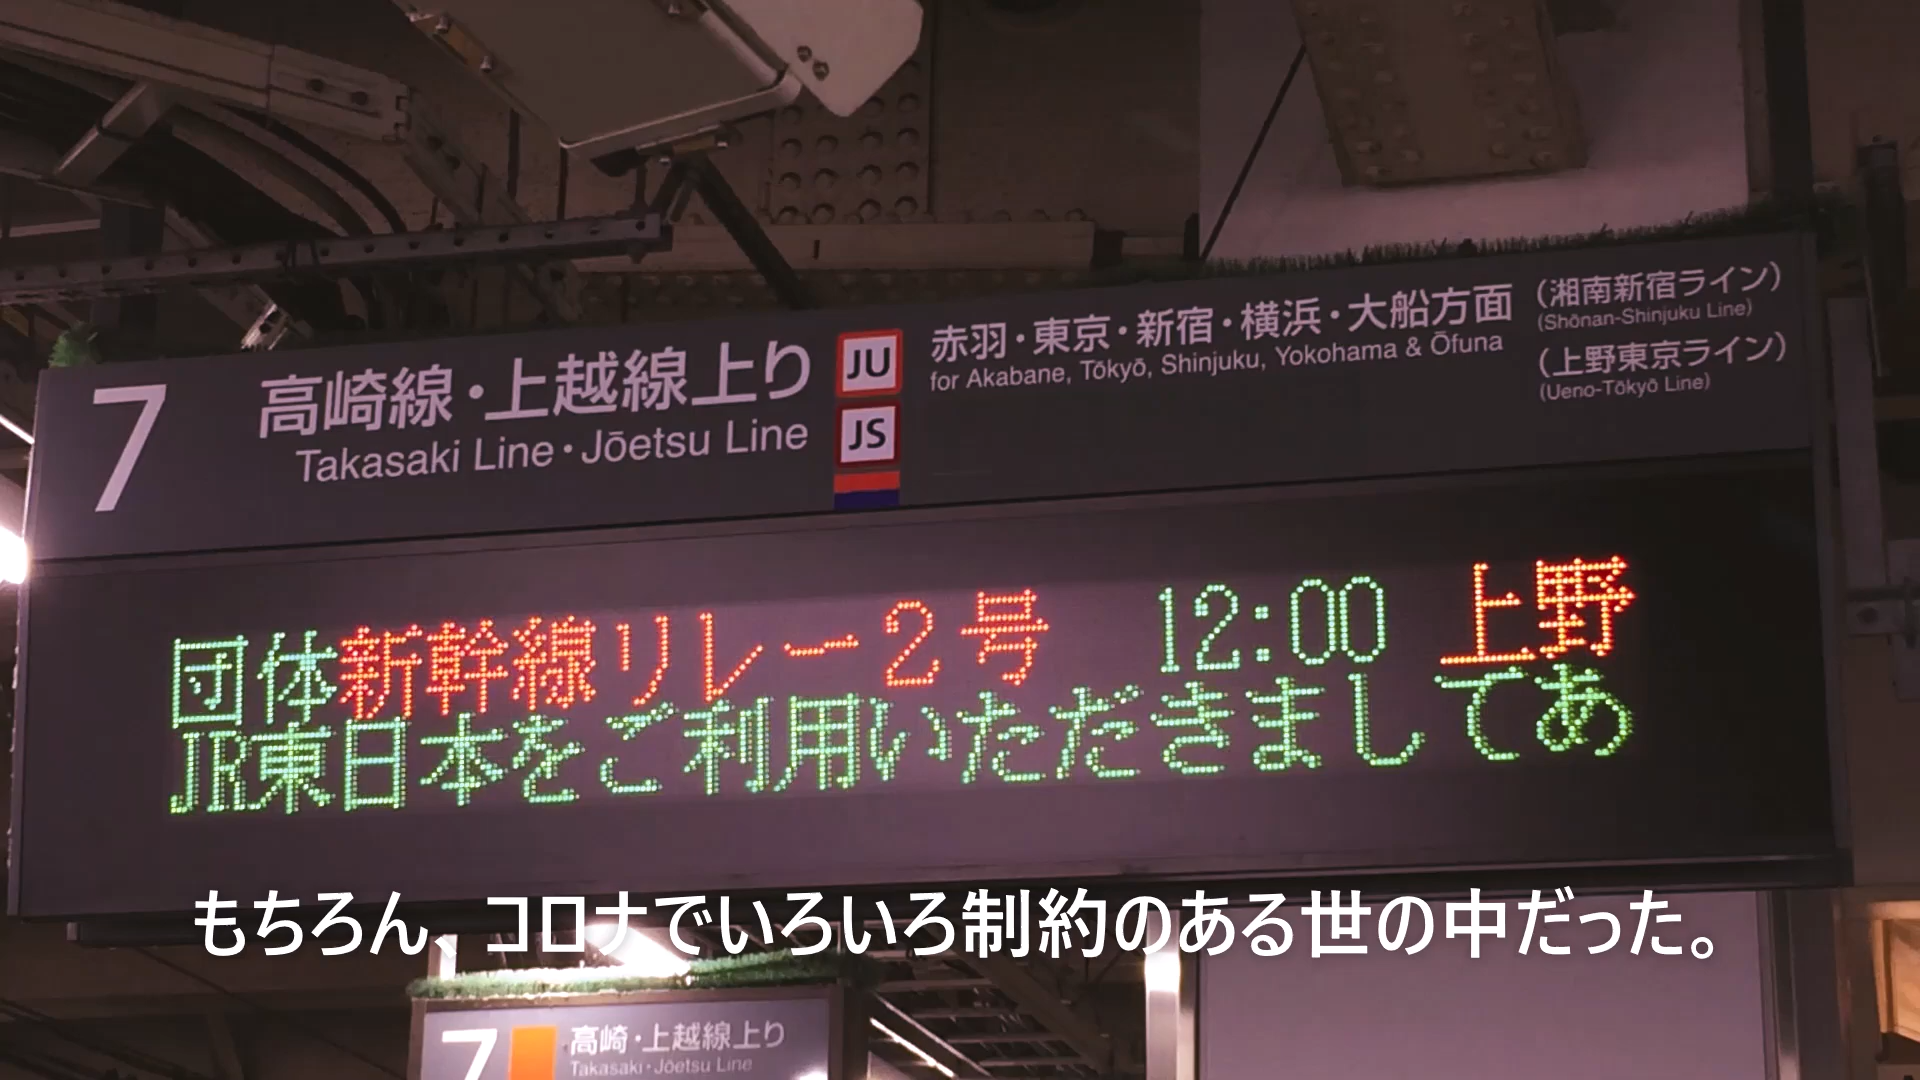 7
高崎線・上越線上り
Takasaki Line・Jōetsu Line
JU
JS
赤羽・東京・新宿・横浜・大船方面
for Akabane, Tōkyō, Shinjuku, Yokohama & Ōfuna
(湘南新宿ライン)
(Shōnan-Shinjuku Line)
(上野東京ライン)
(Ueno-Tōkyō Line)
団体新幹線リレー2号 12:00 上野
JR東日本をご利用いただきましてあ
もちろん、コロナでいろいろ制約のある世の中だった。
7
高崎・上越線上り
Takasaki・Jōetsu Line